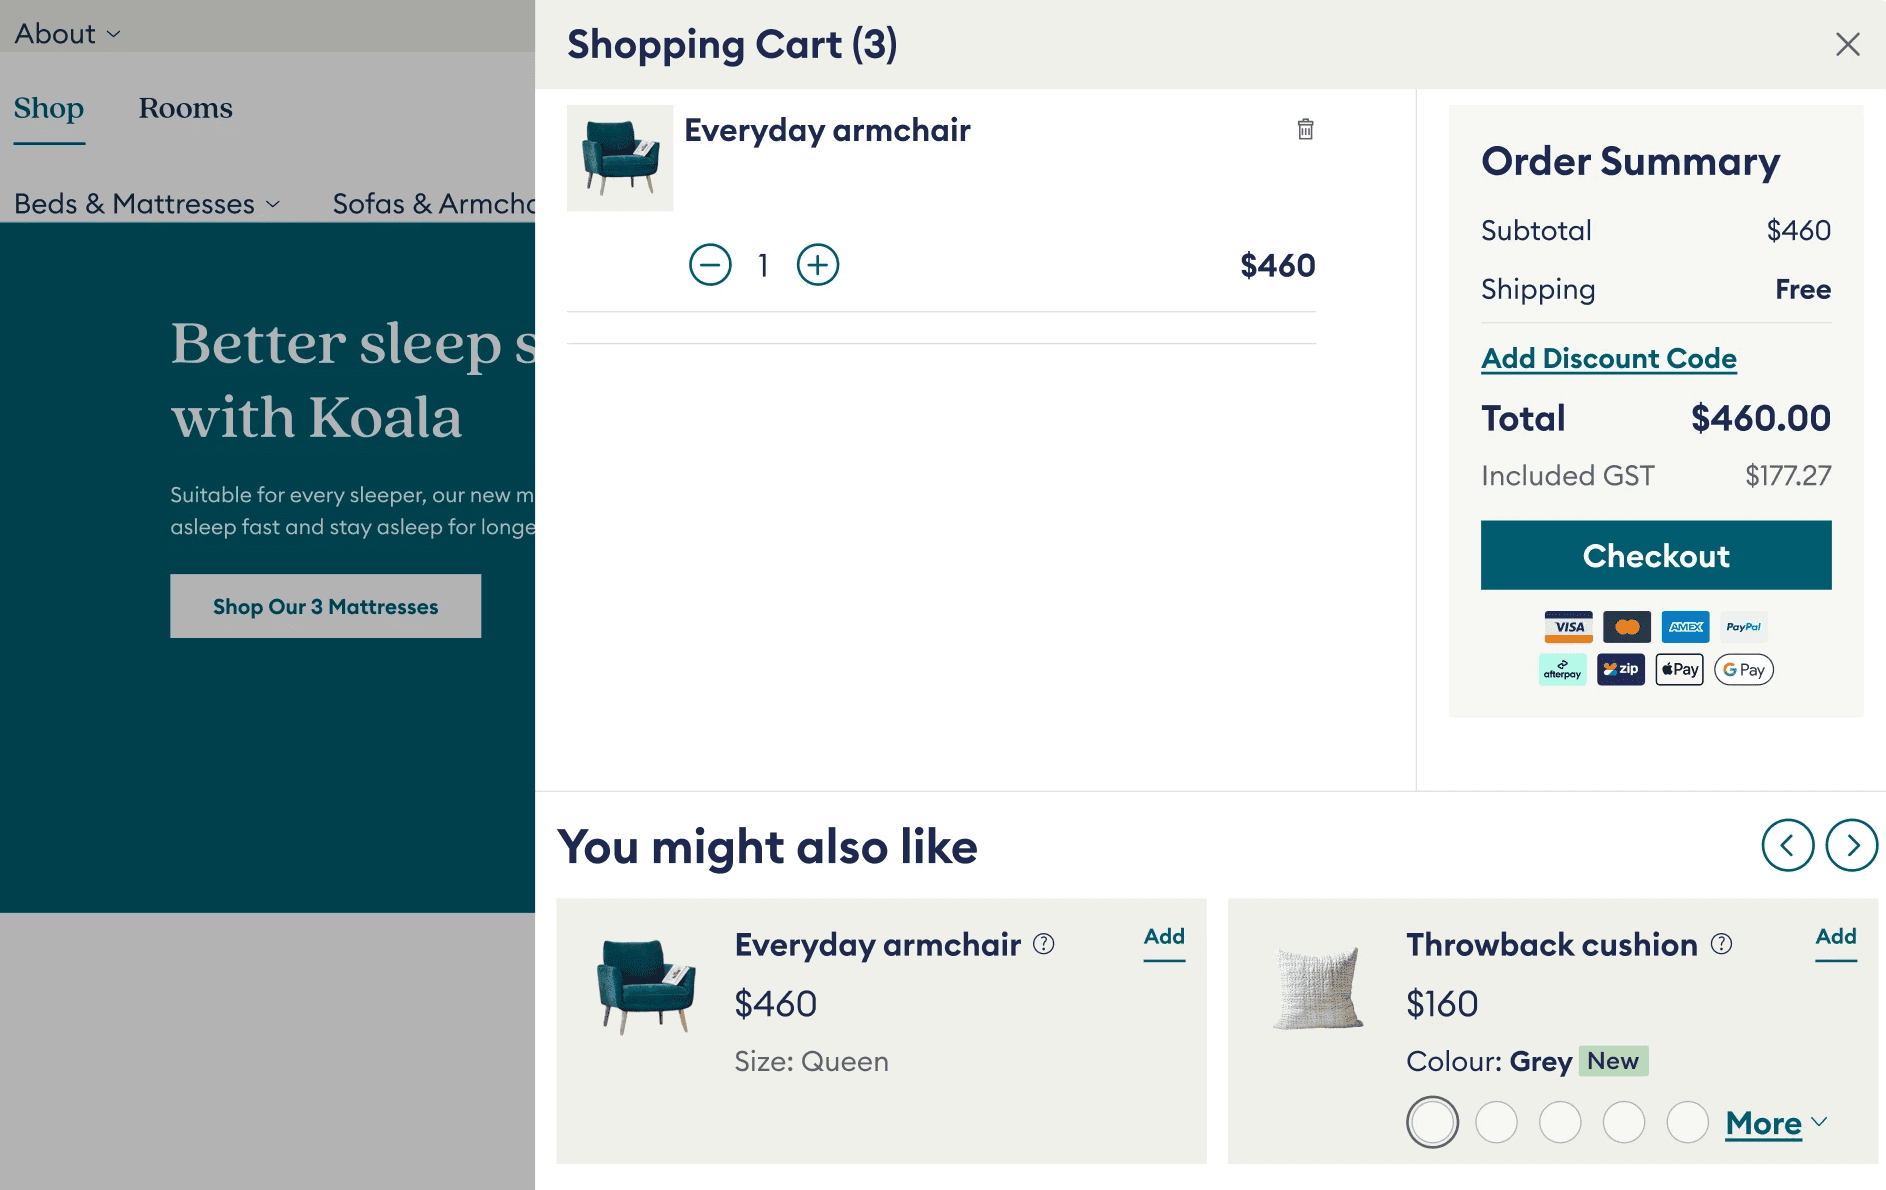 About
Shop
Rooms
Beds & Mattresses
Sofas & Armcho
Better sleep s
with Koala
Suitable for every sleeper, our new m
asleep fast and stay asleep for longe
Shop Our 3 Mattresses
Shopping Cart (3)
Everyday armchair
1
$460
Order Summary
Subtotal $460
Shipping Free
Add Discount Code
Total $460.00
Included GST $177.27
Checkout
VISA AMEX PayPal
afterpay zip Pay G Pay
You might also like
Everyday armchair ? Add
$460
Size: Queen
Throwback cushion ? Add
$160
Colour: Grey New
More